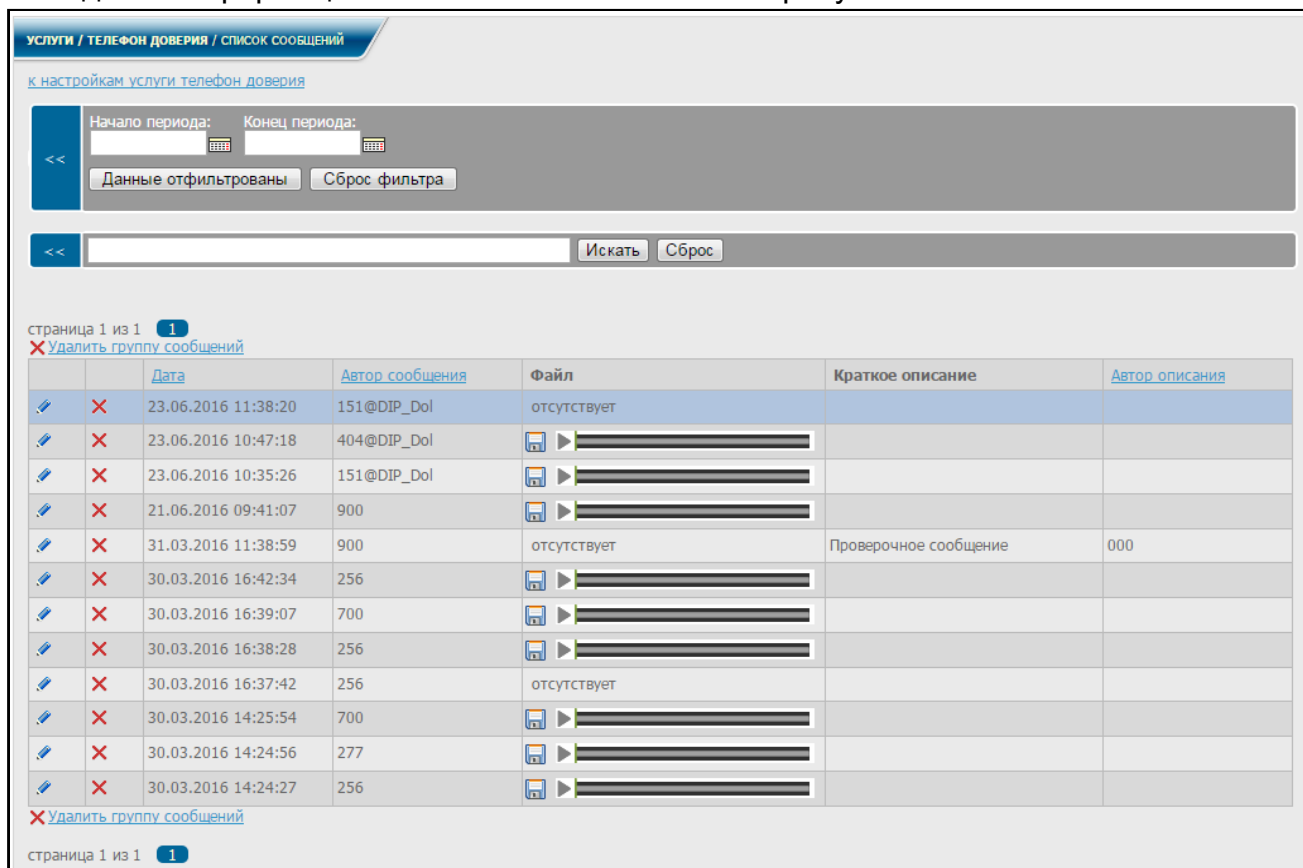 УСЛУГИ / ТЕЛЕФОН ДОВЕРИЯ / СПИСОК СООБЩЕНИЙ
к настройкам услуги телефон доверия
Начало периода: Конец периода:
<<
Данные отфильтрованы Сброс фильтра
<< Искать Сброс
страница 1 из 1 1
Удалить группу сообщений
Дата Автор сообщения Файл Краткое описание Автор описания
23.06.2016 11:38:20 151@DIP_Dol отсутствует
23.06.2016 10:47:18 404@DIP_Dol
23.06.2016 10:35:26 151@DIP_Dol
21.06.2016 09:41:07 900
31.03.2016 11:38:59 900 отсутствует Проверочное сообщение 000
30.03.2016 16:42:34 256
30.03.2016 16:39:07 700
30.03.2016 16:38:28 256
30.03.2016 16:37:42 256 отсутствует
30.03.2016 14:25:54 700
30.03.2016 14:24:56 277
30.03.2016 14:24:27 256
Удалить группу сообщений
страница 1 из 1 1